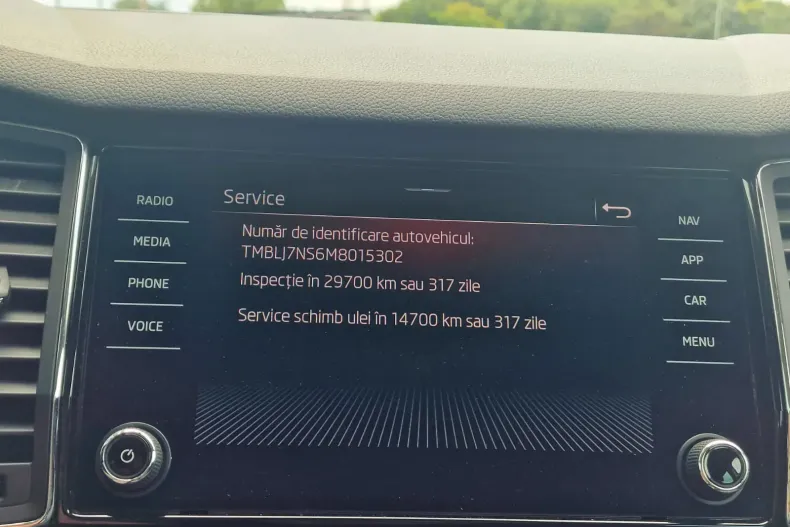 Service
RADIO
MEDIA
PHONE
VOICE
Număr de identificare autovehicul:
TMBLJ7NS6M8015302
Inspecție în 29700 km sau 317 zile
Service schimb ulei în 14700 km sau 317 zile
NAV
APP
CAR
MENU